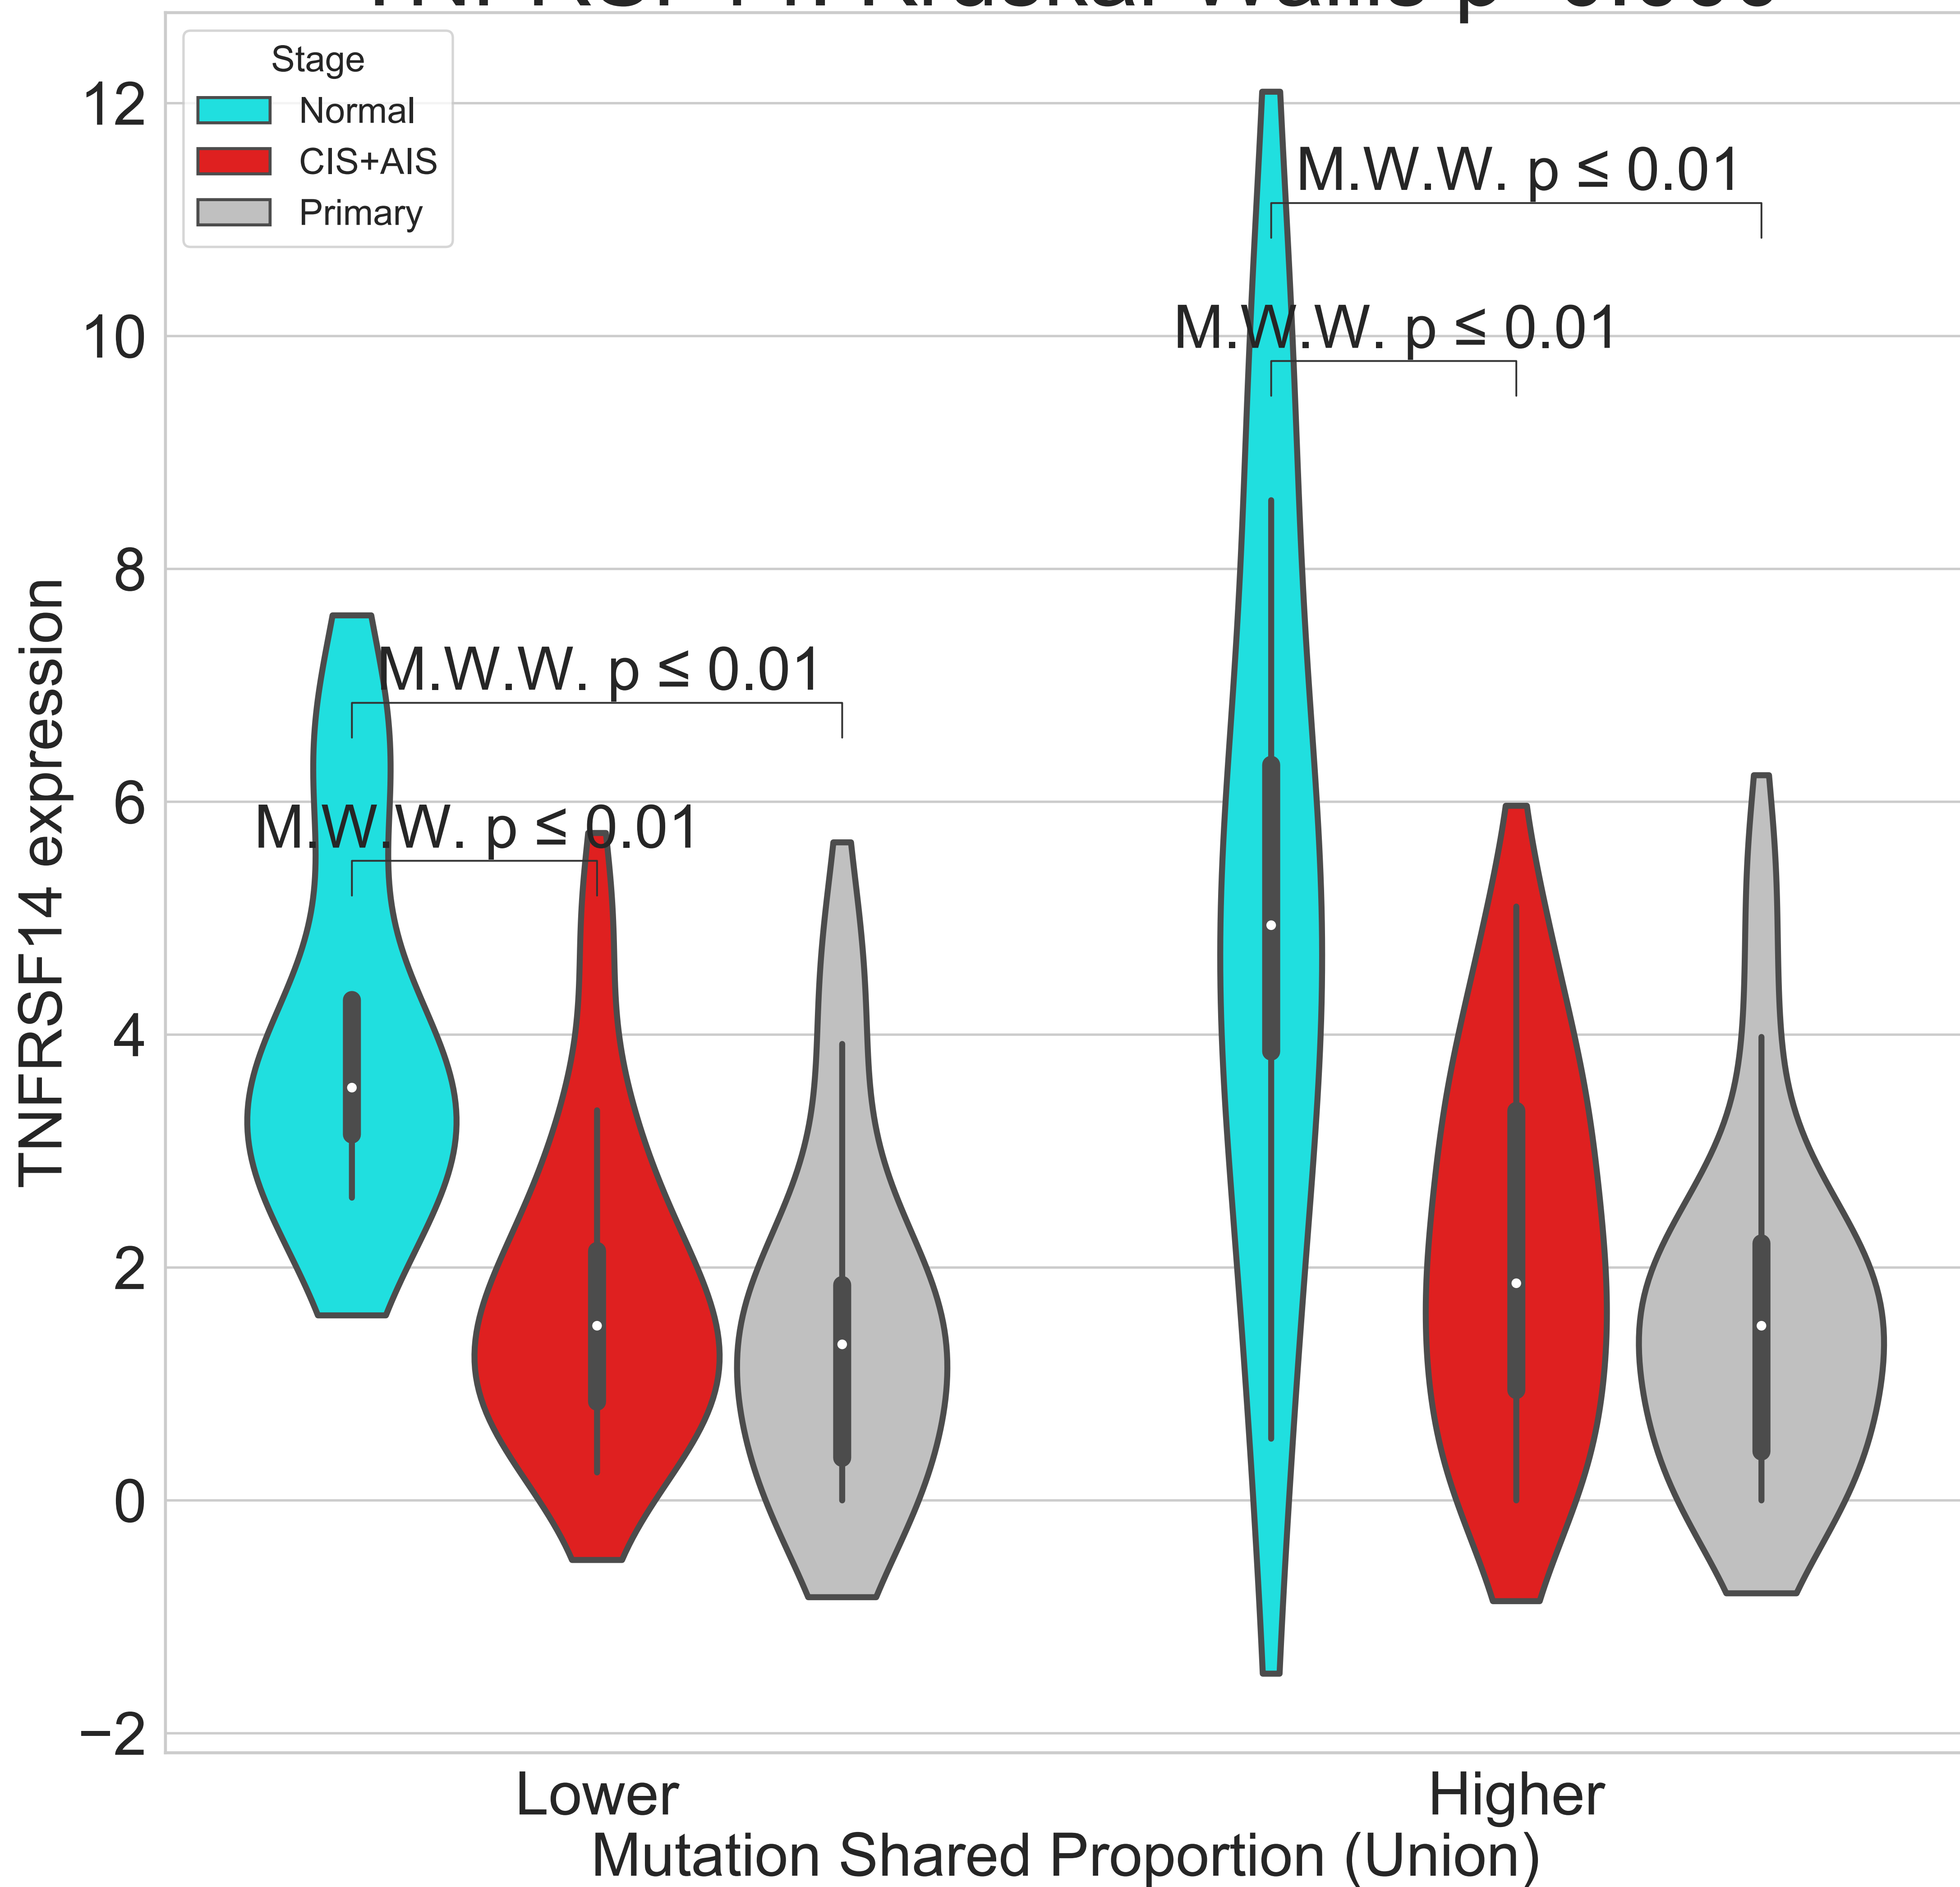 12
10
8
6
4
2
0
−2
TNFRSF14 expression
Stage
Normal
CIS+AIS
Primary
M.W.W. p ≤ 0.01
M.W.W. p ≤ 0.01
M.W.W. p ≤ 0.01
M.W.W. p ≤ 0.01
Lower
Higher
Mutation Shared Proportion (Union)